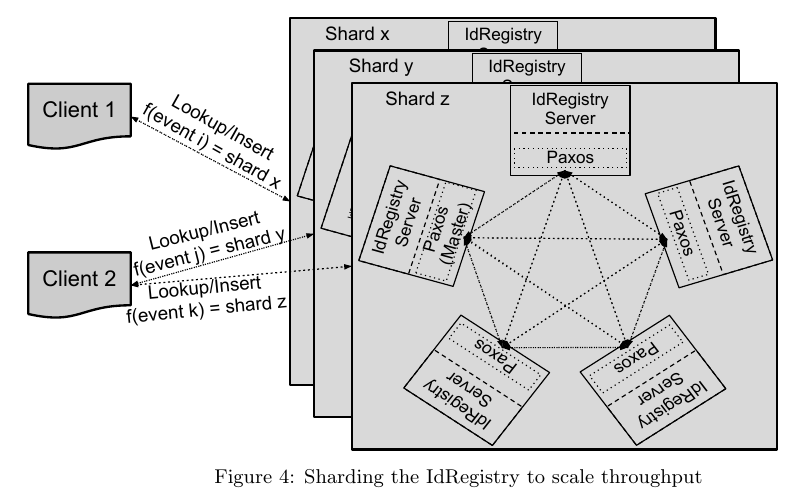 Shard x
IdRegistry
Shard y
IdRegistry
Shard z
IdRegistry
Server
Paxos
Client 1
Lookup/Insert
f(event i) = shard x
Client 2
Lookup/Insert
f(event j) = shard y
Lookup/Insert
f(event k) = shard z
IdRegistry
Server
Paxos
(Master)
IdRegistry
Server
Paxos
IdRegistry
Server
Paxos
IdRegistry
Server
Paxos
Figure 4: Sharding the IdRegistry to scale throughput